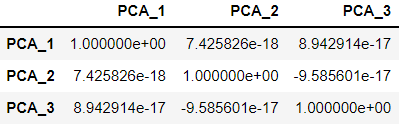 PCA_1 PCA_2 PCA_3
PCA_1 1.000000e+00 7.425826e-18 8.942914e-17
PCA_2 7.425826e-18 1.000000e+00 -9.585601e-17
PCA_3 8.942914e-17 -9.585601e-17 1.000000e+00